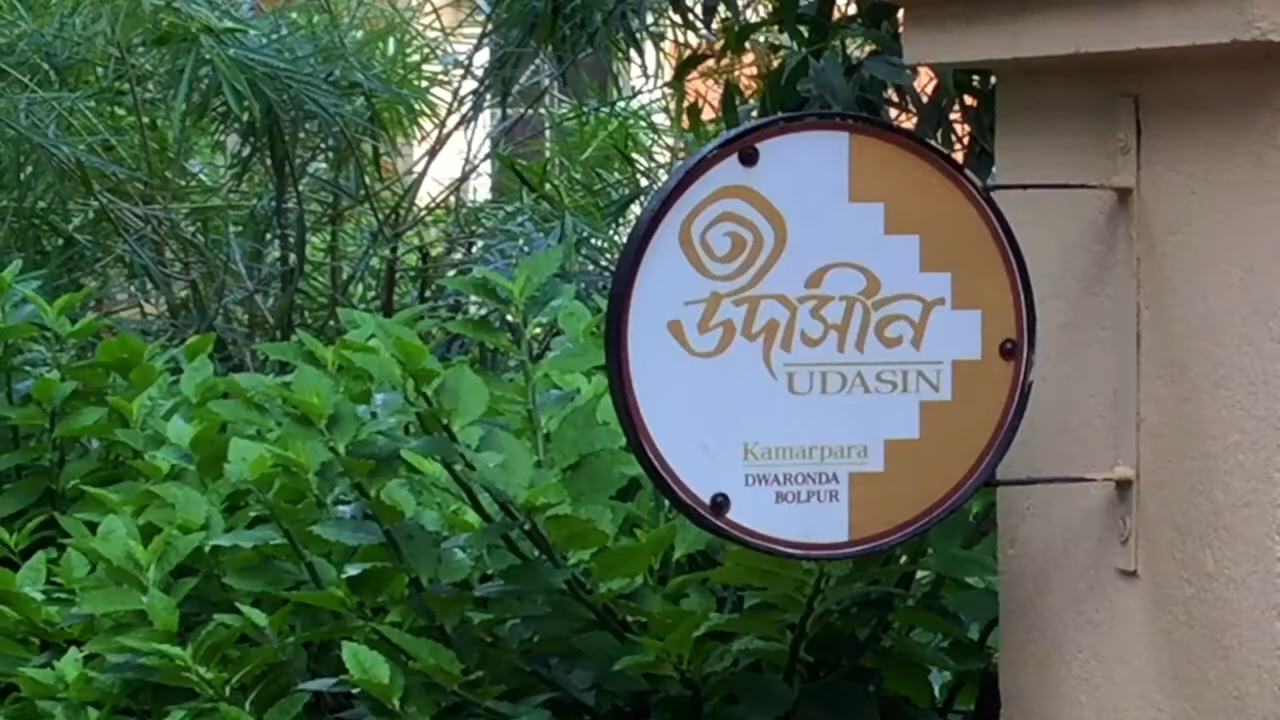 উদাসীন
UDASIN
Kamarpara
DWARONDA
BOLPUR